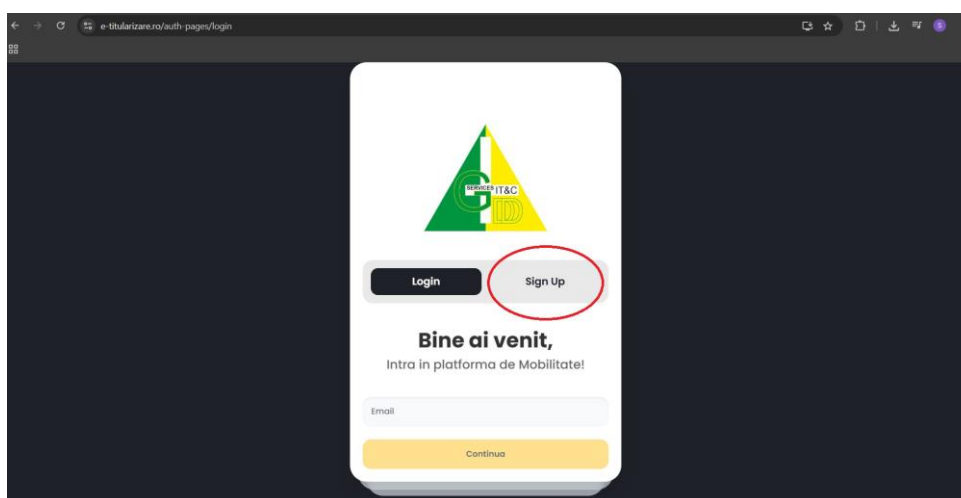 e-titularizare.ro/auth-pages/login
S
SERVICES IT&C
GDD
Login
Sign Up
Bine ai venit,
Intra in platforma de Mobilitate!
Email
Continua